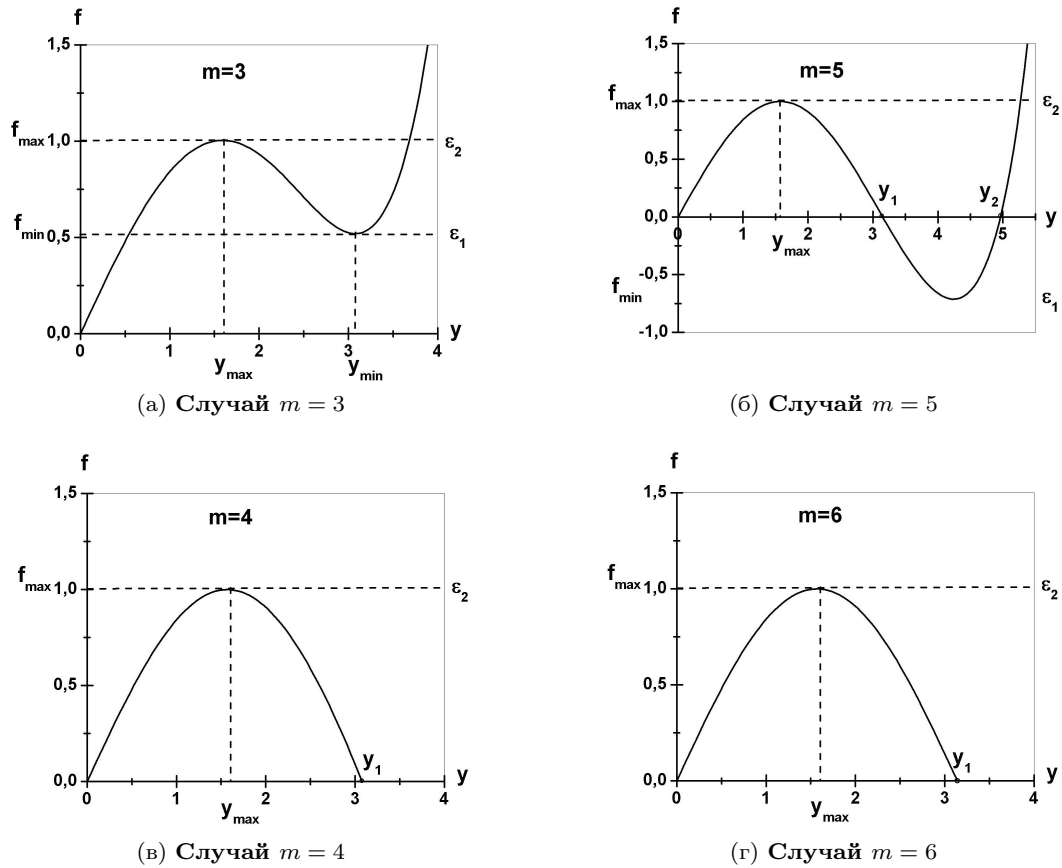 f
1,5
m=3
f_max 1,0
ε_2
f_min 0,5
ε_1
0,0
y
0 1 2 3 4
y_max y_min
(а) Случай m = 3
f
1,5
m=5
f_max 1,0
ε_2
0,5
y_1 y_2
0,0
y
0 1 2 3 4 5
y_max
-0,5
f_min
ε_1
-1,0
(б) Случай m = 5
f
1,5
m=4
f_max 1,0
ε_2
0,5
y_1
0,0
y
0 1 2 3 4
y_max
(в) Случай m = 4
f
1,5
m=6
f_max 1,0
ε_2
0,5
y_1
0,0
y
0 1 2 3 4
y_max
(г) Случай m = 6